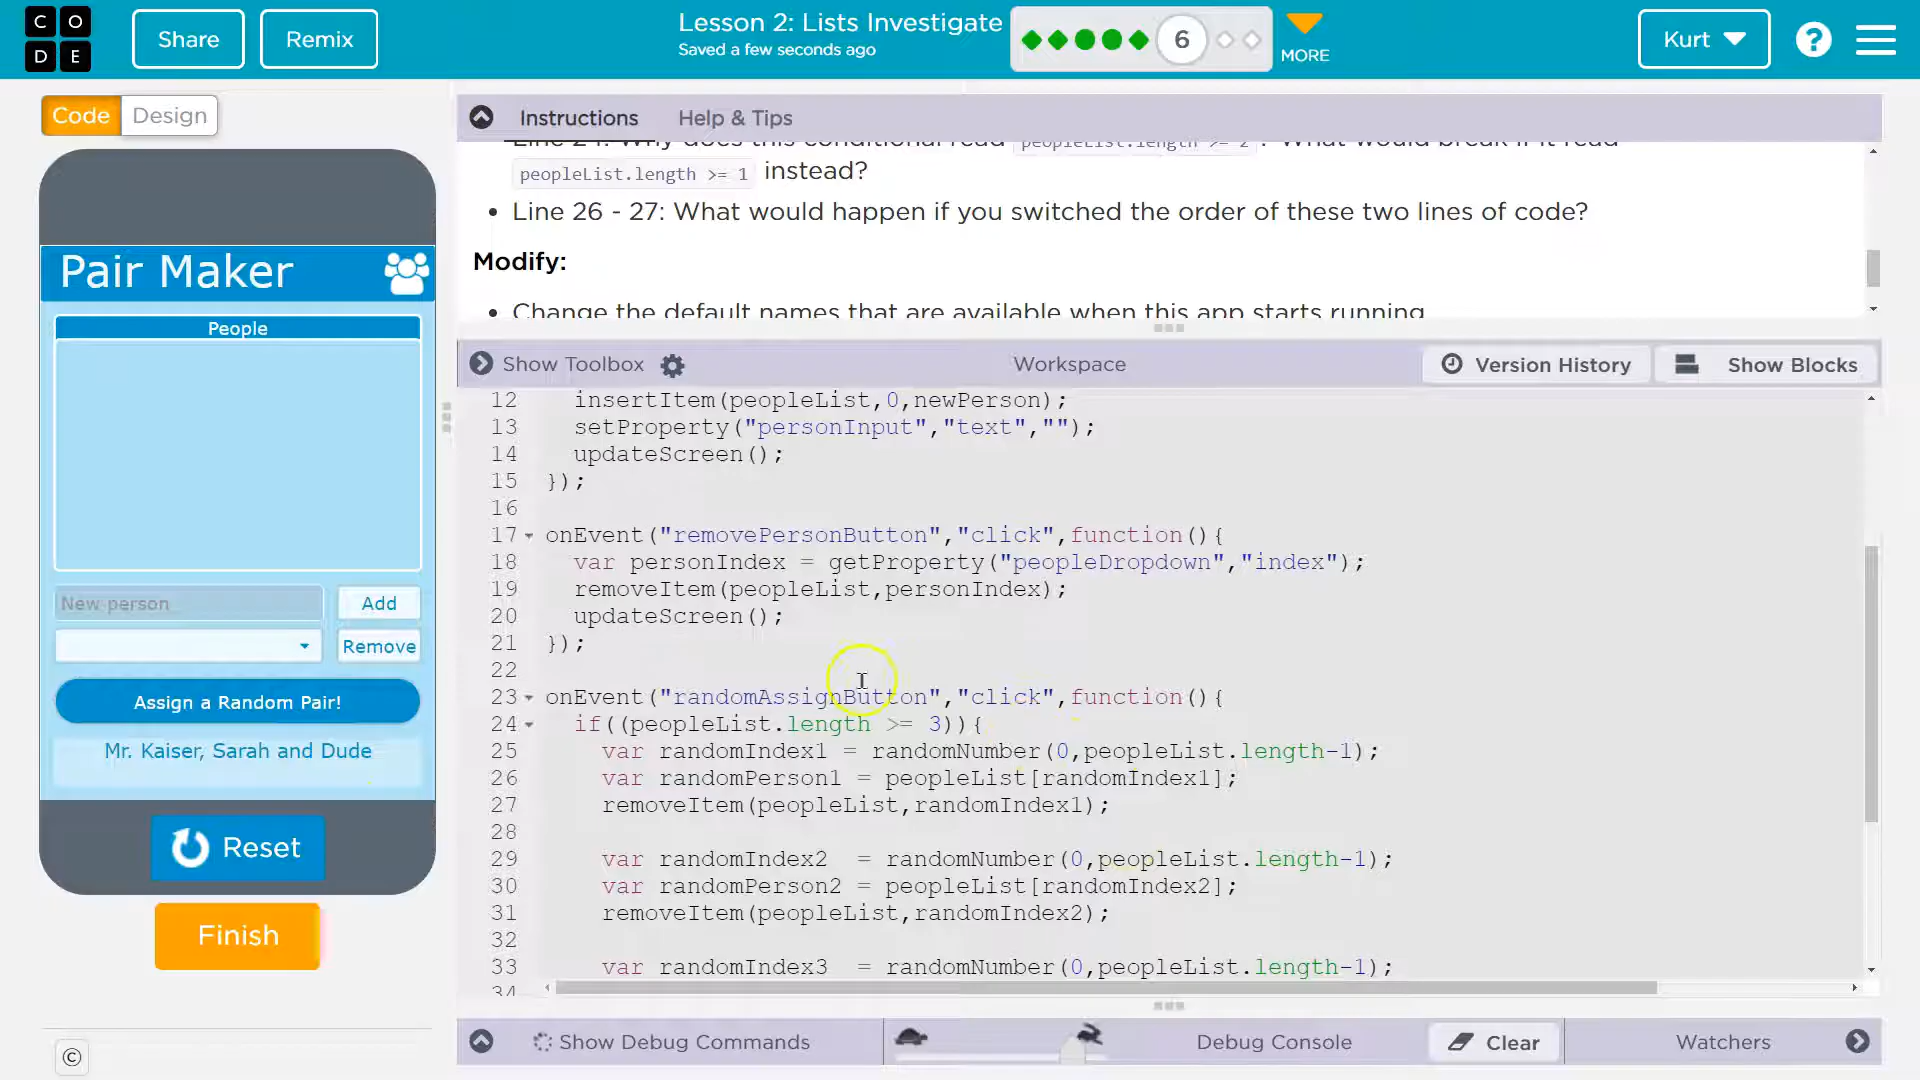 CODE
Share
Remix
Lesson 2: Lists Investigate
Saved a few seconds ago
6
MORE
Kurt
?
Code
Design
Instructions
Help & Tips
Line 24: Why does this conditional read peopleList.length >= 2 ? What would break if it read
peopleList.length >= 1 instead?
Line 26 - 27: What would happen if you switched the order of these two lines of code?
Modify:
Change the default names that are available when this app starts running
Show Toolbox
Workspace
Version History
Show Blocks
Pair Maker
People
New person
Add
Remove
Assign a Random Pair!
Mr. Kaiser, Sarah and Dude
Reset
Finish
©
12 insertItem(peopleList,0,newPerson);
13 setProperty("personInput","text","");
14 updateScreen();
15 });
16
17 onEvent("removePersonButton","click",function(){
18 var personIndex = getProperty("peopleDropdown","index");
19 removeItem(peopleList,personIndex);
20 updateScreen();
21 });
22
23 onEvent("randomAssignButton","click",function(){
24 if((peopleList.length >= 3)){
25 var randomIndex1 = randomNumber(0,peopleList.length-1);
26 var randomPerson1 = peopleList[randomIndex1];
27 removeItem(peopleList,randomIndex1);
28
29 var randomIndex2 = randomNumber(0,peopleList.length-1);
30 var randomPerson2 = peopleList[randomIndex2];
31 removeItem(peopleList,randomIndex2);
32
33 var randomIndex3 = randomNumber(0,peopleList.length-1);
34
Show Debug Commands
Debug Console
Clear
Watchers